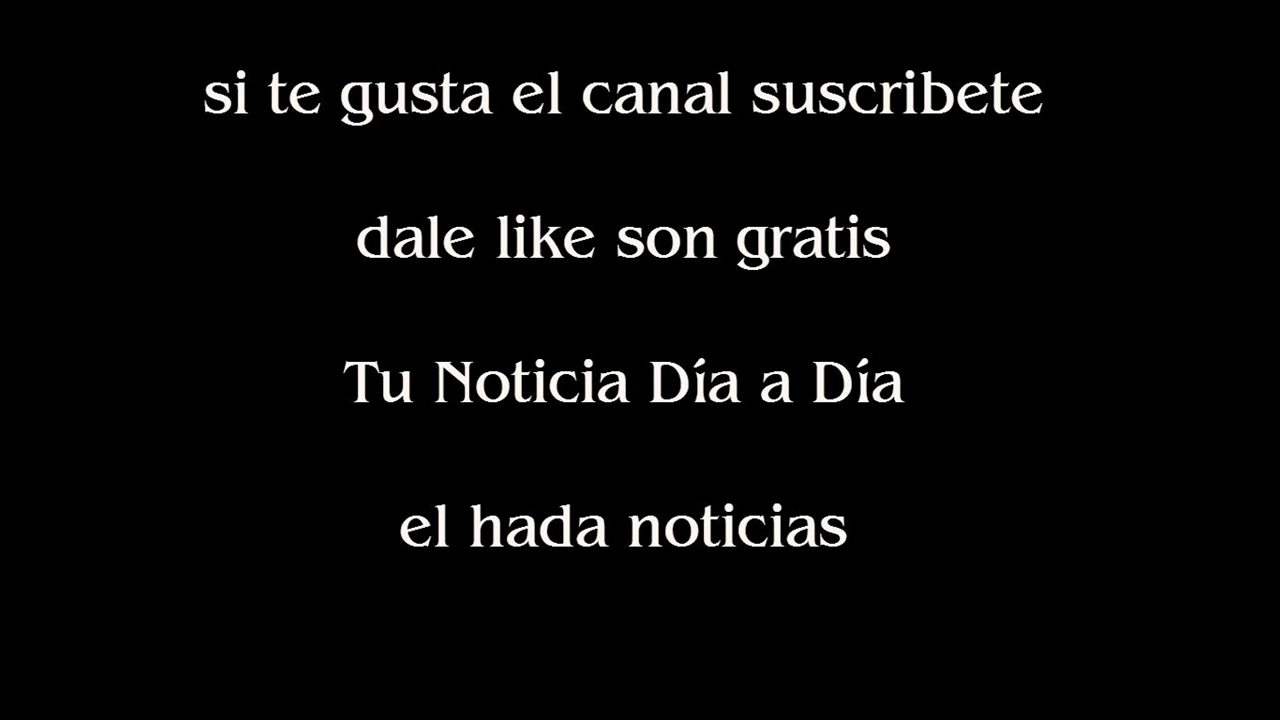 si te gusta el canal suscribete
dale like son gratis
Tu Noticia Día a Día
el hada noticias